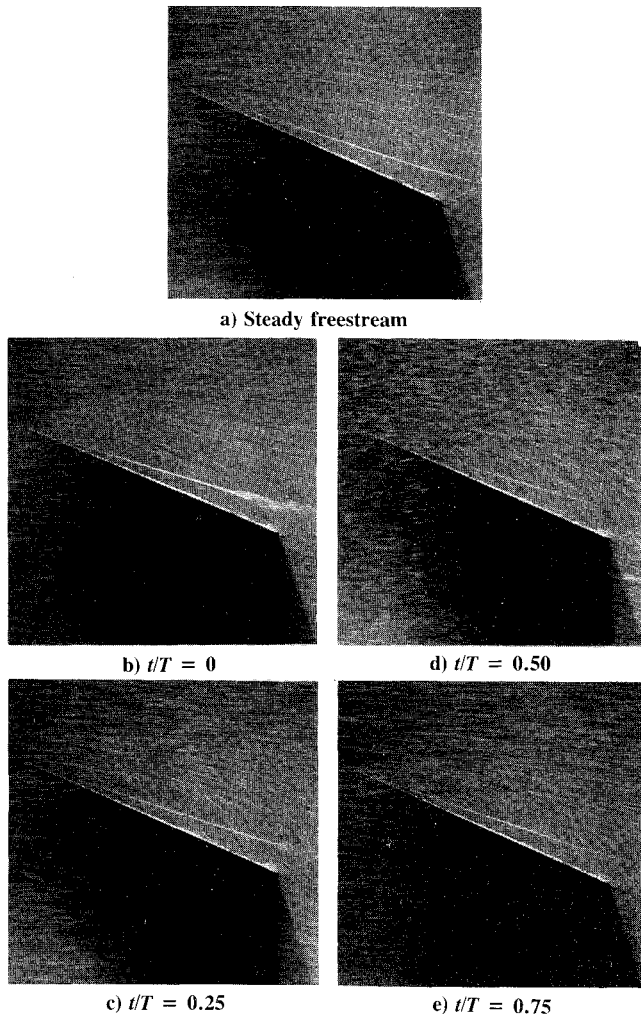 a) Steady freestream
b) t/T = 0
d) t/T = 0.50
c) t/T = 0.25
e) t/T = 0.75